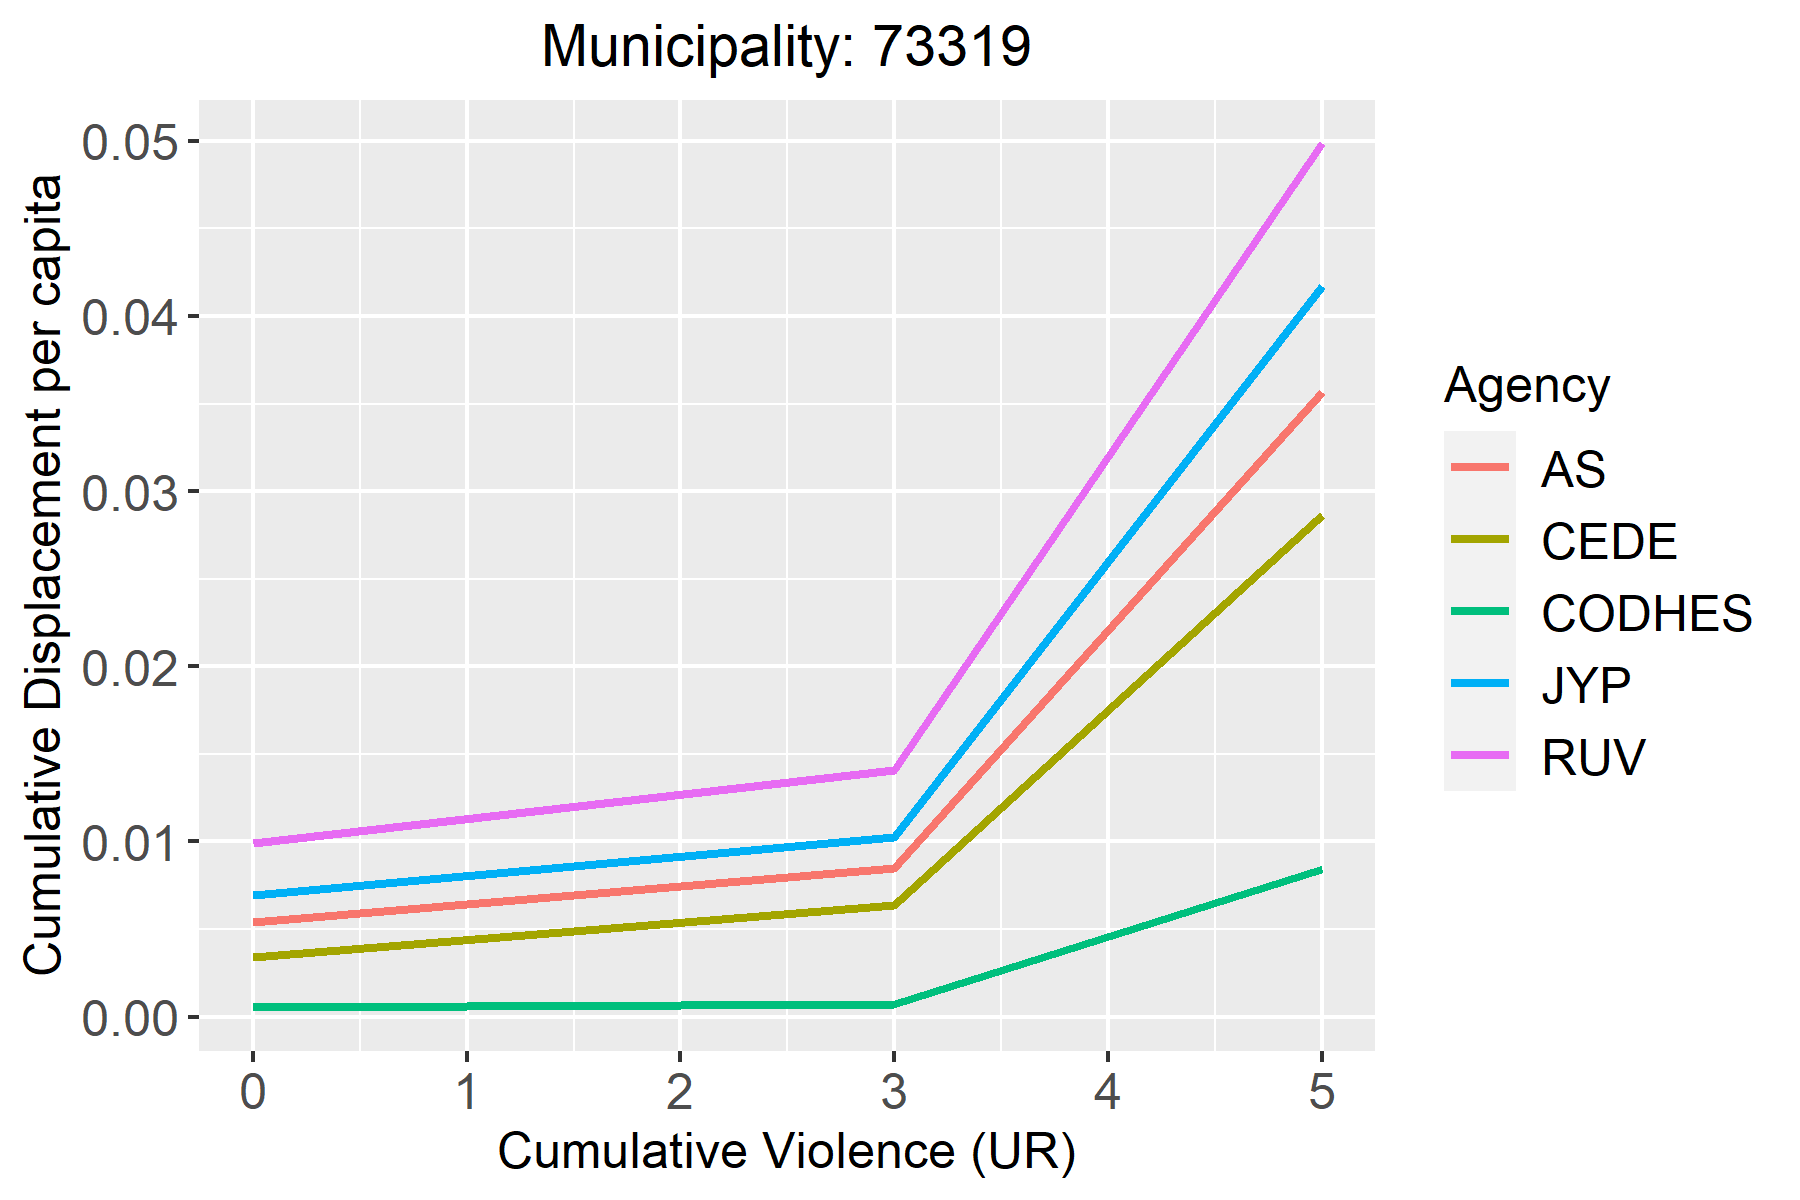 Municipality: 73319
Cumulative Displacement per capita
0.05
0.04
0.03
0.02
0.01
0.00
0 1 2 3 4 5
Cumulative Violence (UR)
Agency
AS
CEDE
CODHES
JYP
RUV